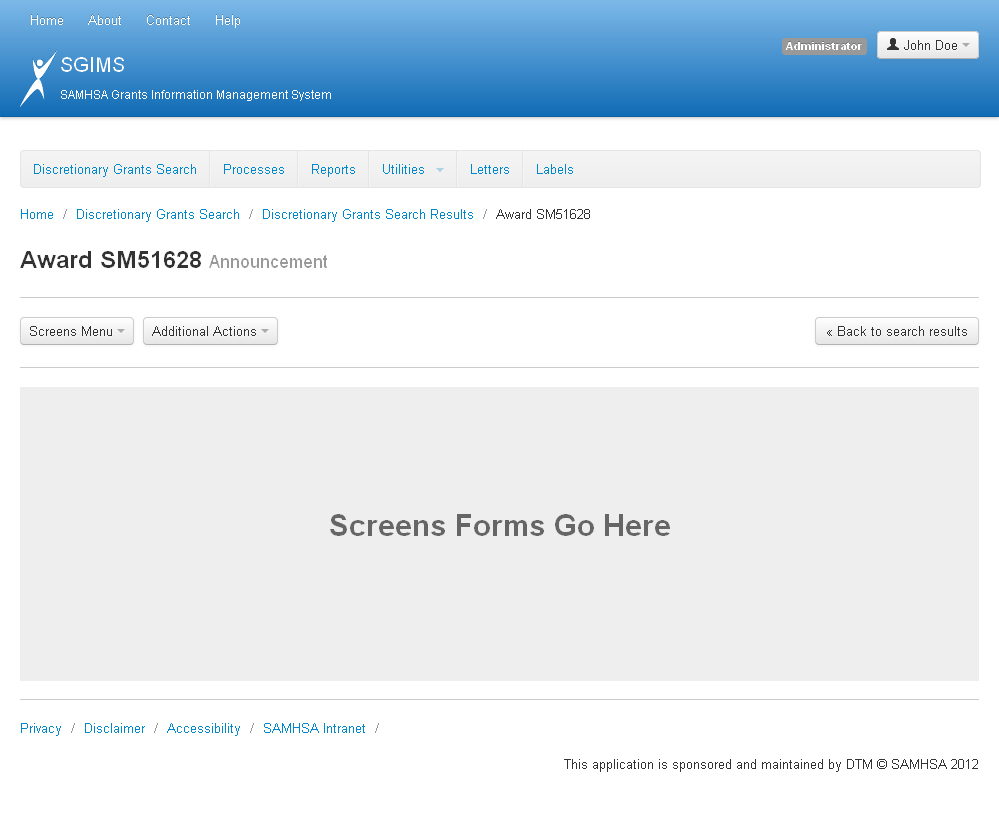 Home About Contact Help
Administrator John Doe
SGIMS
SAMHSA Grants Information Management System
Discretionary Grants Search Processes Reports Utilities Letters Labels
Home / Discretionary Grants Search / Discretionary Grants Search Results / Award SM51628
Award SM51628 Announcement
Screens Menu Additional Actions « Back to search results
Screens Forms Go Here
Privacy / Disclaimer / Accessibility / SAMHSA Intranet /
This application is sponsored and maintained by DTM © SAMHSA 2012